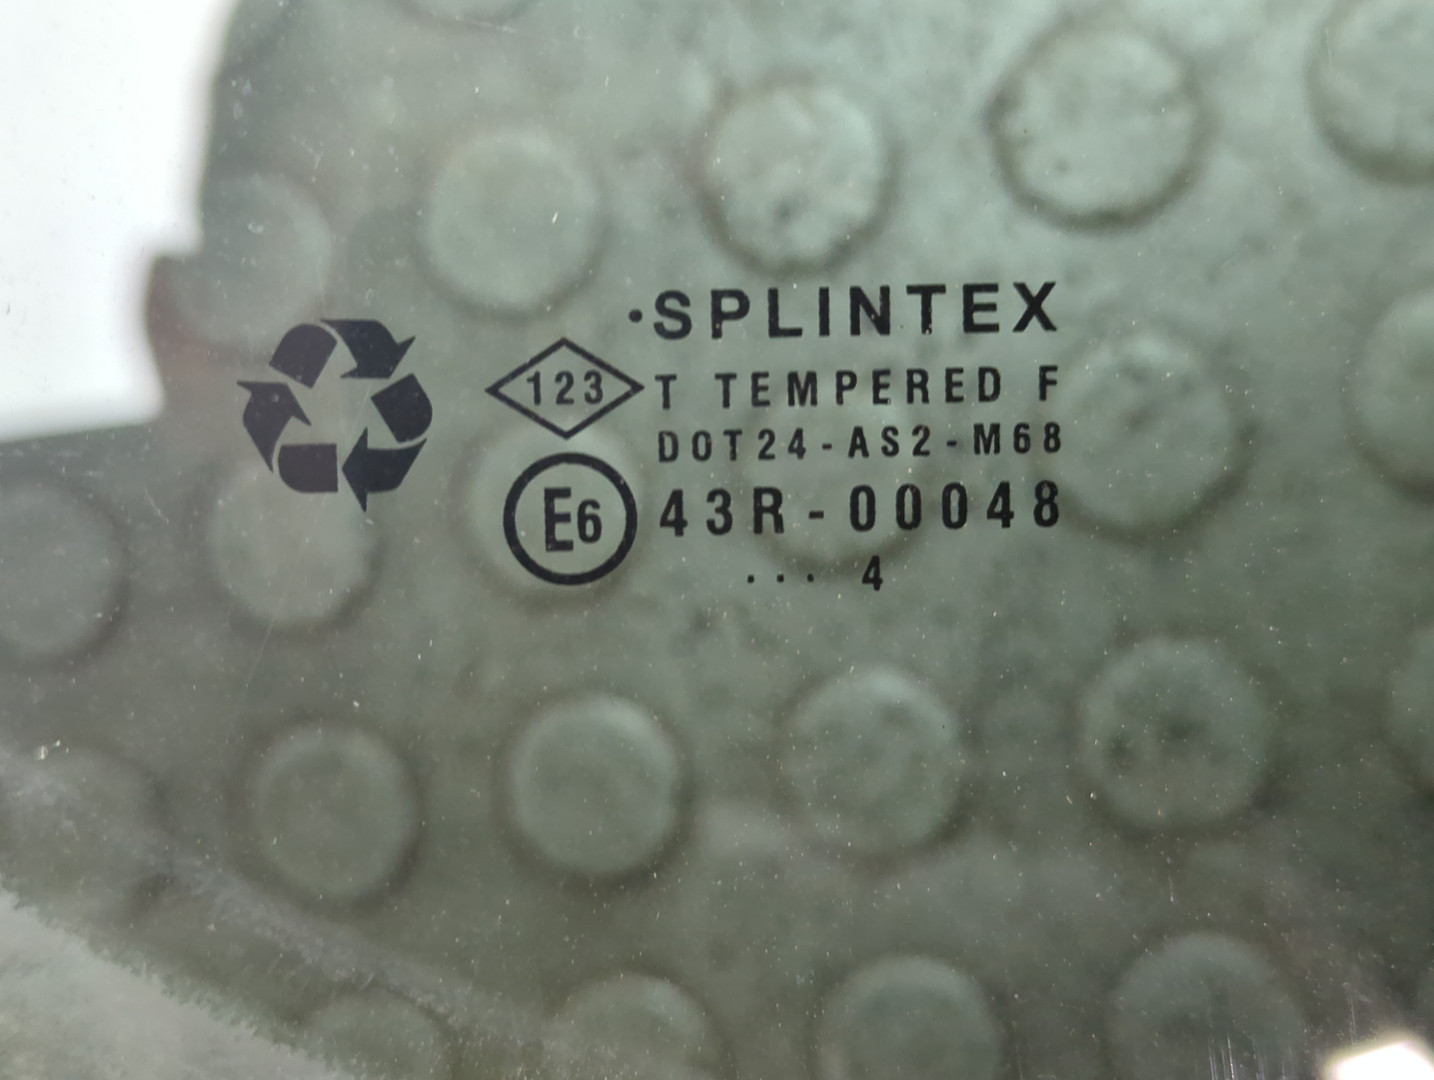 ·SPLINTEX
123 T TEMPERED F
DOT24-AS2-M68
E6 43R-00048
... 4